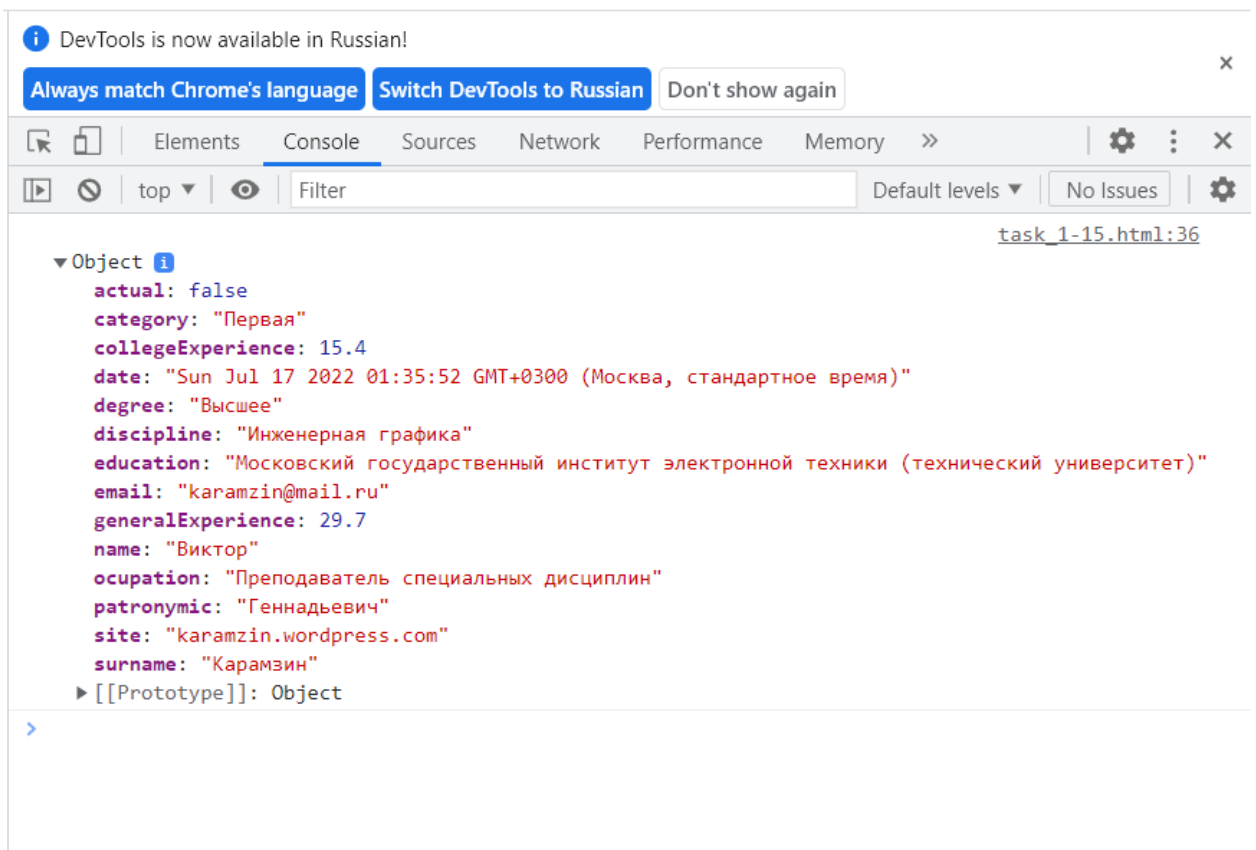 DevTools is now available in Russian!
Always match Chrome's language Switch DevTools to Russian Don't show again
Elements Console Sources Network Performance Memory
top Filter Default levels No Issues
task_1-15.html:36
Object
actual: false
category: "Первая"
collegeExperience: 15.4
date: "Sun Jul 17 2022 01:35:52 GMT+0300 (Москва, стандартное время)"
degree: "Высшее"
discipline: "Инженерная графика"
education: "Московский государственный институт электронной техники (технический университет)"
email: "karamzin@mail.ru"
generalExperience: 29.7
name: "Виктор"
ocupation: "Преподаватель специальных дисциплин"
patronymic: "Геннадьевич"
site: "karamzin.wordpress.com"
surname: "Карамзин"
[[Prototype]]: Object